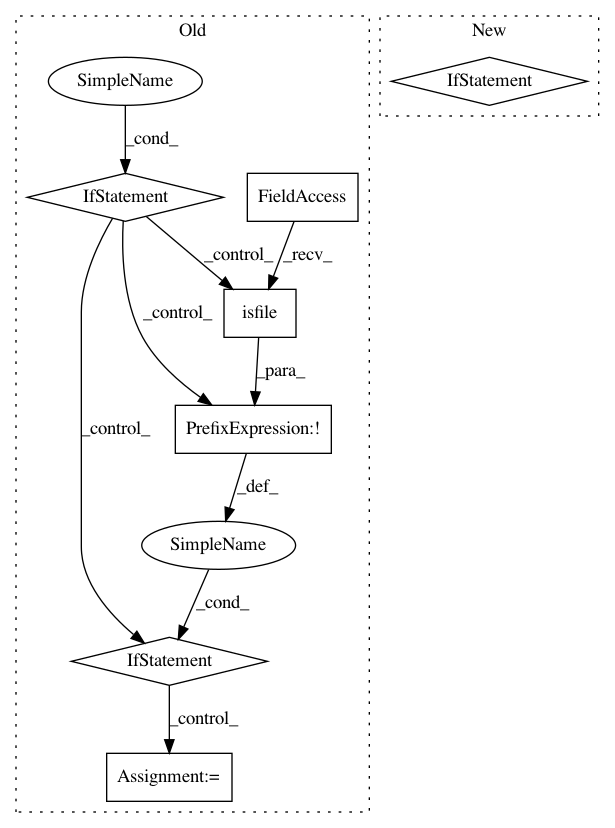 Old
New
SimpleName
IfStatement
_cond_
IfStatement
FieldAccess
_control_
_recv_
_control_
isfile
_para_
_control_
PrefixExpression:!
_def_
SimpleName
_cond_
IfStatement
_control_
Assignment:=